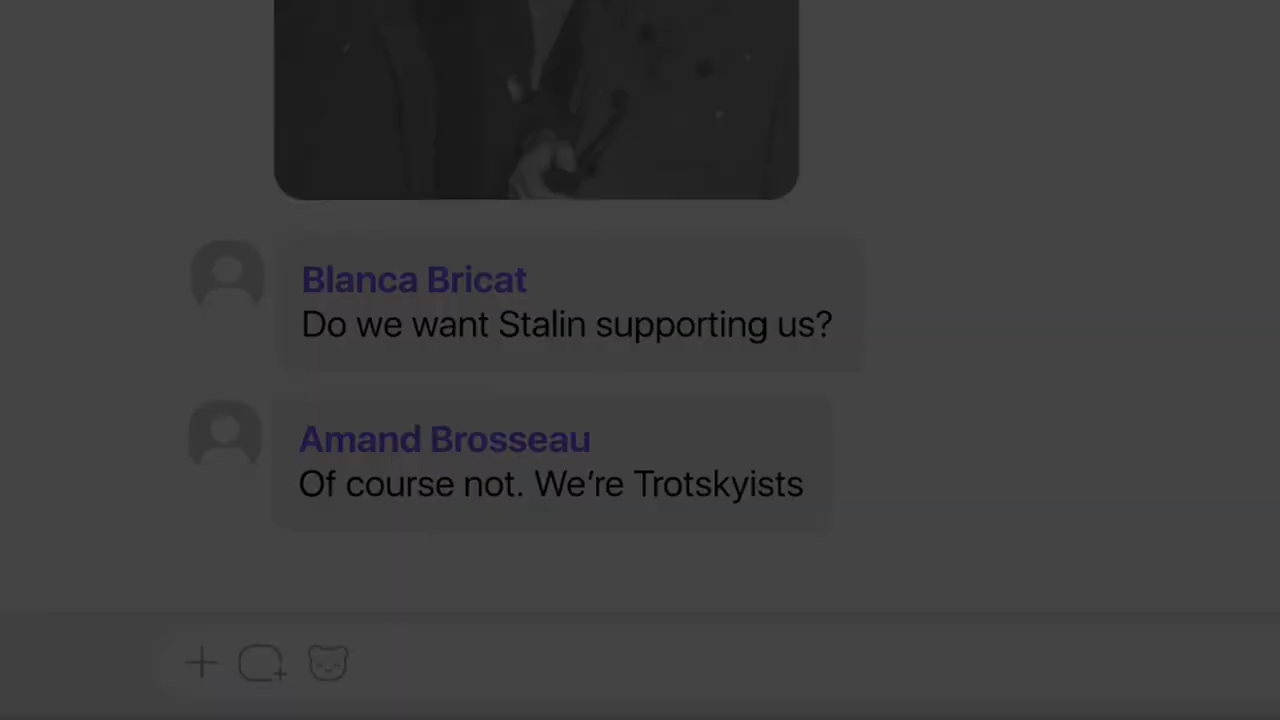 Blanca Bricat
Do we want Stalin supporting us?
Amand Brosseau
Of course not. We’re Trotskyists